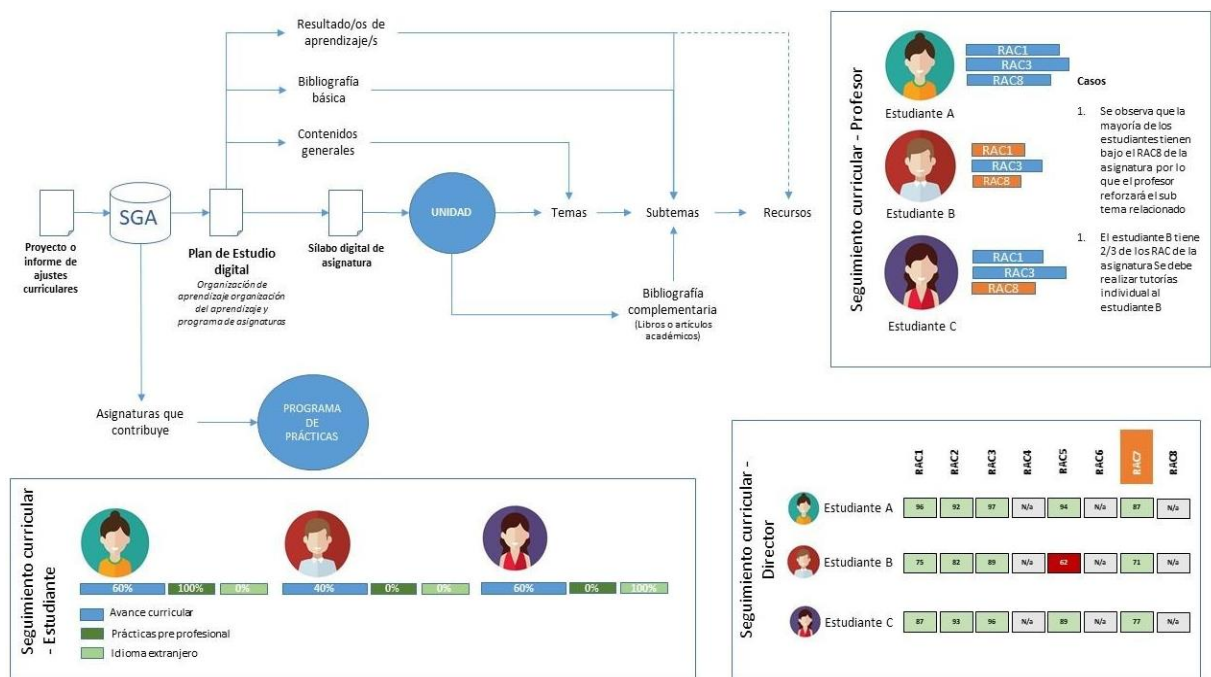 Resultado/os de
aprendizaje/s
Bibliografía
básica
Contenidos
generales
Proyecto o
informe de
ajustes
curriculares
SGA
Plan de Estudio
digital
Organización de
aprendizaje organización
del aprendizaje y
programa de asignaturas
Sílabo digital de
asignatura
UNIDAD
Temas
Subtemas
Recursos
Bibliografía
complementaria
(Libros o artículos
académicos)
Asignaturas que
contribuye
PROGRAMA
DE
PRÁCTICAS
Seguimiento curricular - Profesor
RAC1
RAC3
RAC8
Estudiante A
RAC1
RAC3
RAC8
Estudiante B
RAC1
RAC3
RAC8
Estudiante C
Casos
1. Se observa que la
mayoría de los
estudiantes tienen
bajo el RAC8 de la
asignatura por lo
que el profesor
reforzará el sub
tema relacionado
1. El estudiante B tiene
2/3 de los RAC de la
asignatura Se debe
realizar tutorías
individual al
estudiante B
Seguimiento curricular
- Estudiante
60% 100% 0%
40% 0% 0%
60% 0% 100%
Avance curricular
Prácticas pre profesional
Idioma extranjero
Seguimiento curricular -
Director
RAC1 RAC2 RAC3 RAC4 RAC5 RAC6 RAC7 RAC8
Estudiante A 96 92 97 N/a 94 N/a 87 N/a
Estudiante B 75 82 89 N/a 62 N/a 71 N/a
Estudiante C 87 93 96 N/a 89 N/a 77 N/a